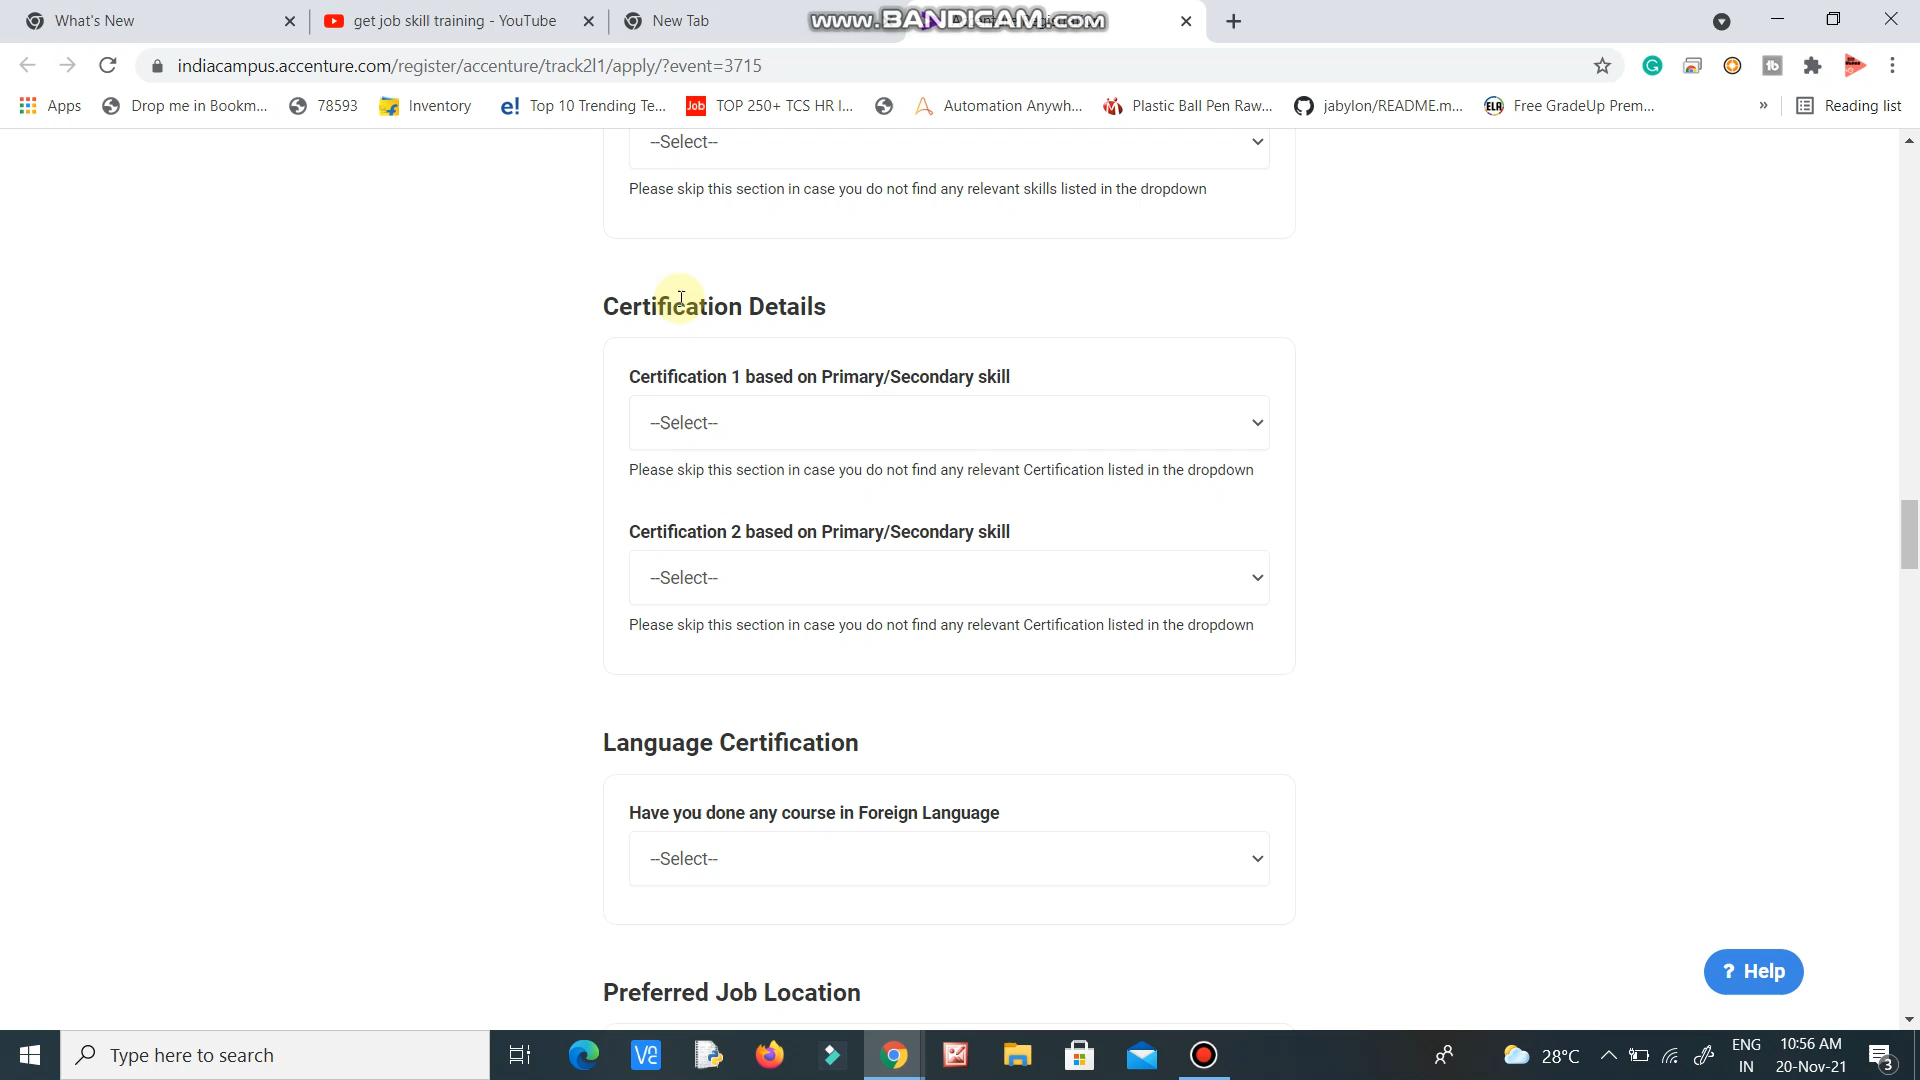 What's New
get job skill training - YouTube
New Tab
www.BANDICAM.com
indiacampus.accenture.com/register/accenture/track2l1/apply/?event=3715
Apps
Drop me in Bookm...
78593
Inventory
Top 10 Trending Te...
Job
TOP 250+ TCS HR I...
Automation Anywh...
Plastic Ball Pen Raw...
jabylon/README.m...
Free GradeUp Prem...
»
Reading list
--Select--
Please skip this section in case you do not find any relevant skills listed in the dropdown
Certification Details
Certification 1 based on Primary/Secondary skill
--Select--
Please skip this section in case you do not find any relevant Certification listed in the dropdown
Certification 2 based on Primary/Secondary skill
--Select--
Please skip this section in case you do not find any relevant Certification listed in the dropdown
Language Certification
Have you done any course in Foreign Language
--Select--
? Help
Preferred Job Location
Type here to search
28°C
ENG
IN
10:56 AM
20-Nov-21
3